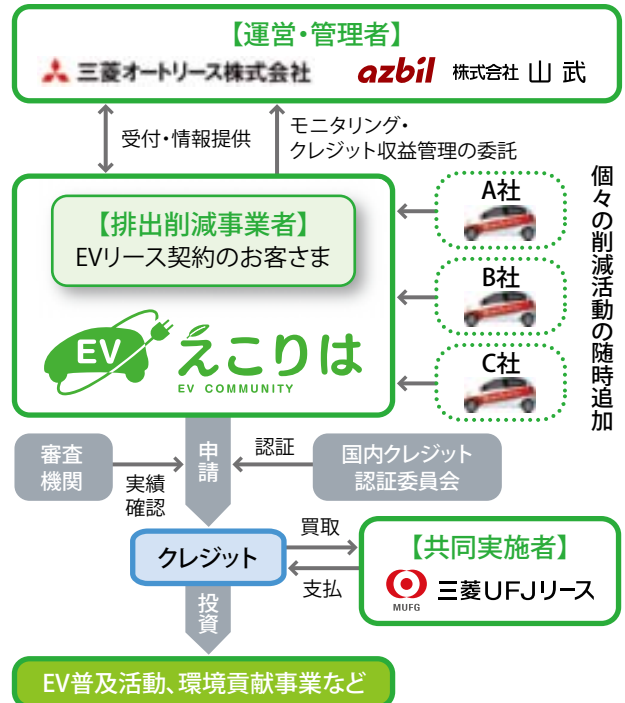 【運営・管理者】
三菱オートリース株式会社
azbil 株式会社 山武
受付・情報提供
モニタリング・
クレジット収益管理の委託
【排出削減事業者】
EVリース契約のお客さま
EV
えこりは
EV COMMUNITY
A社
B社
C社
個々の削減活動の随時追加
審査
機関
実績
確認
申請
認証
国内クレジット
認証委員会
クレジット
買取
支払
【共同実施者】
MUFG
三菱UFJリース
投資
EV普及活動、環境貢献事業など